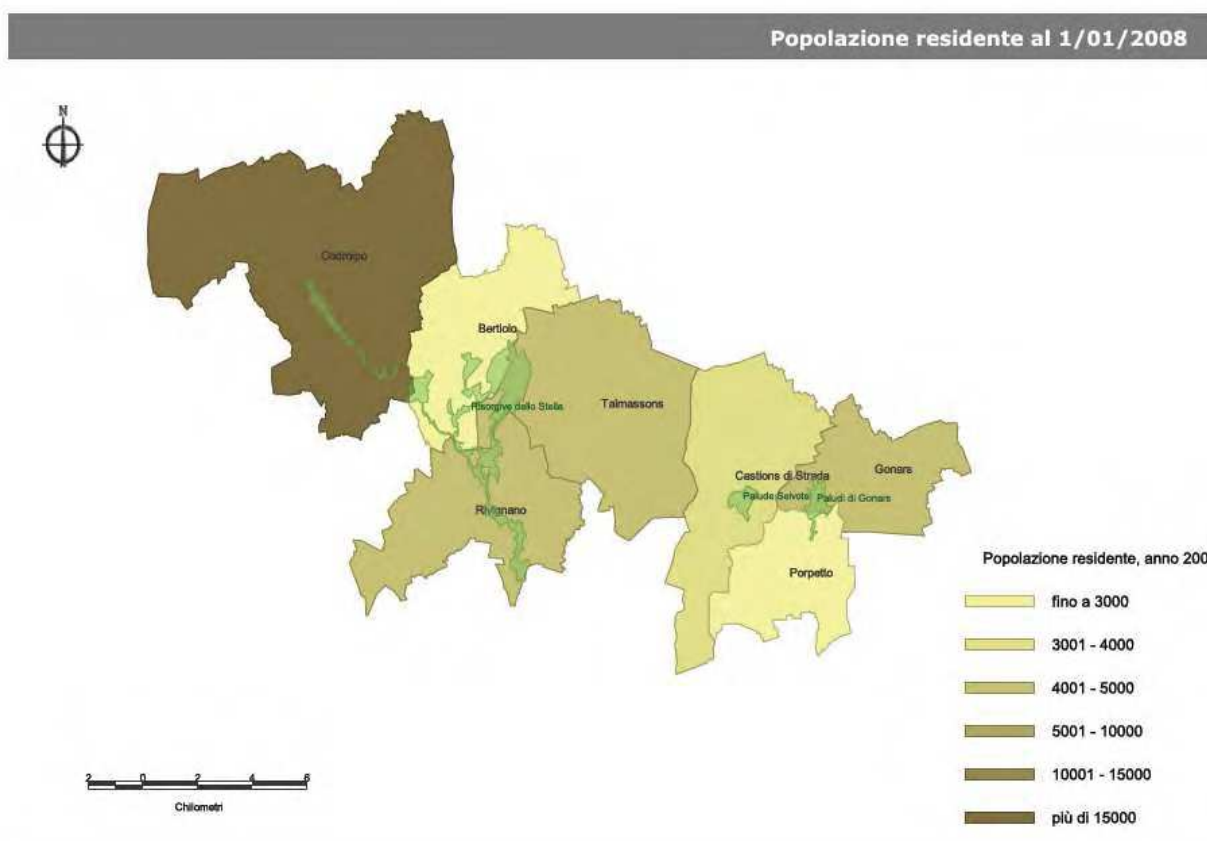 Popolazione residente al 1/01/2008
N
Codroipo
Bertiolo
Risorgive dello Stella
Talmassons
Rivignano
Castions di Strada
Gonars
Palude Selvote
Paludi di Gonars
Porpetto
Popolazione residente, anno 200
fino a 3000
3001 - 4000
4001 - 5000
5001 - 10000
10001 - 15000
più di 15000
2 0 2 4 6
Chilometri